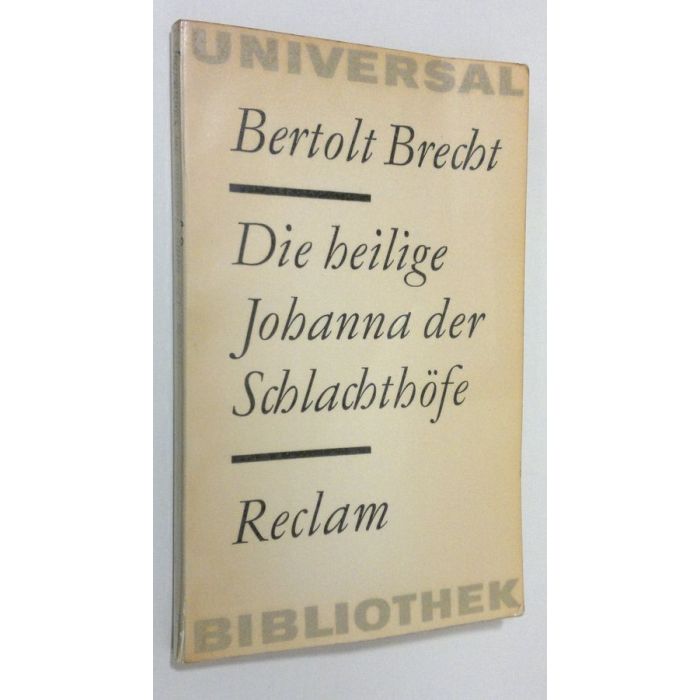 UNIVERSAL
Bertolt Brecht
Die heilige
Johanna der
Schlachthöfe
Reclam
BIBLIOTHEK